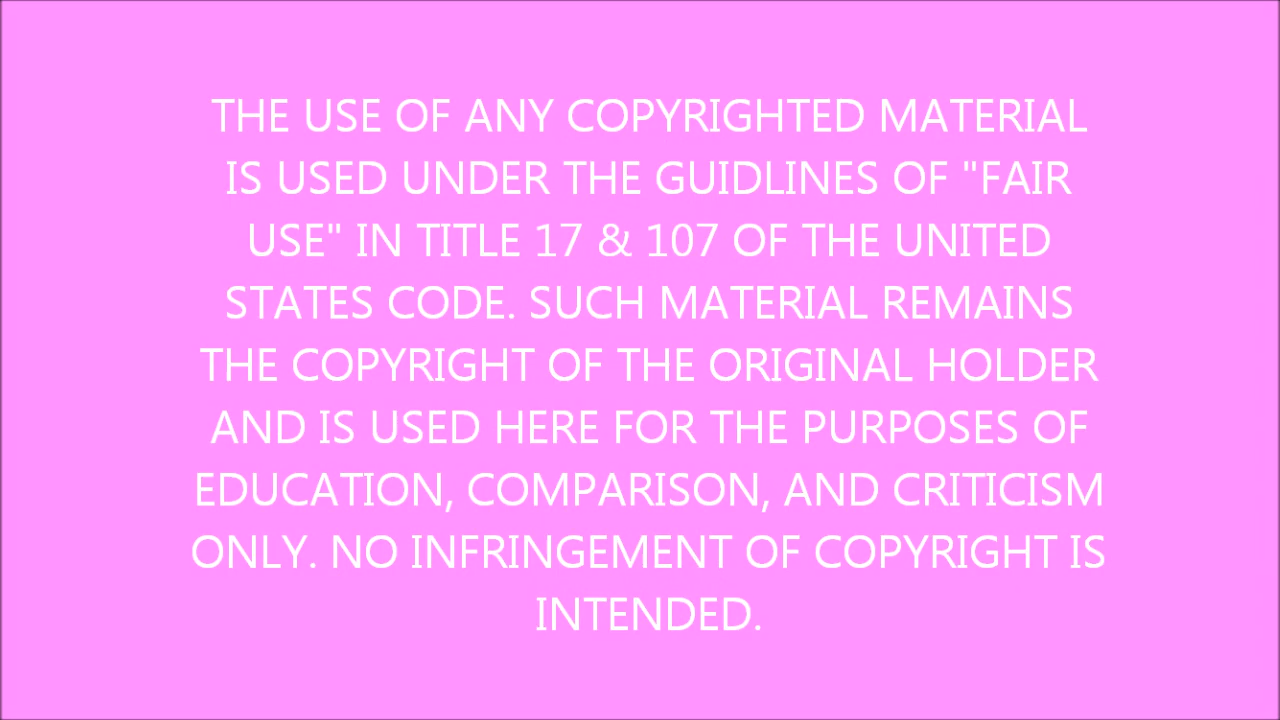 THE USE OF ANY COPYRIGHTED MATERIAL
IS USED UNDER THE GUIDLINES OF "FAIR
USE" IN TITLE 17 & 107 OF THE UNITED
STATES CODE. SUCH MATERIAL REMAINS
THE COPYRIGHT OF THE ORIGINAL HOLDER
AND IS USED HERE FOR THE PURPOSES OF
EDUCATION, COMPARISON, AND CRITICISM
ONLY. NO INFRINGEMENT OF COPYRIGHT IS
INTENDED.